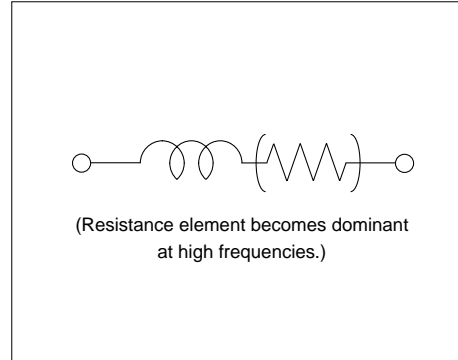 (Resistance element becomes dominant
at high frequencies.)